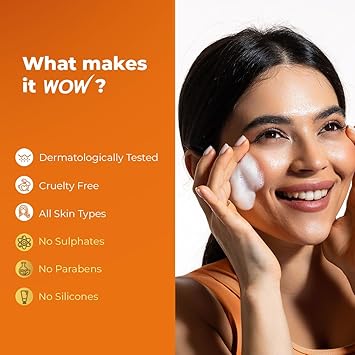 What makes
it WOW?
Dermatologically Tested
Cruelty Free
All Skin Types
No Sulphates
No Parabens
No Silicones